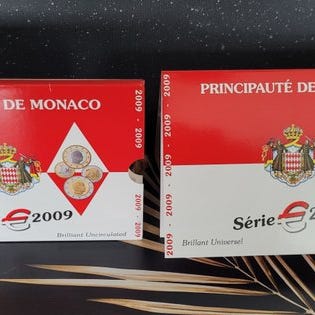 DE MONACO
2009
Brilliant Uncirculated
2009 - 2009 -
2009 - 2009
2009 - 2009 - 2009 - 2009 - 2009
PRINCIPAUTÉ DE
Série € 2
Brillant Universel